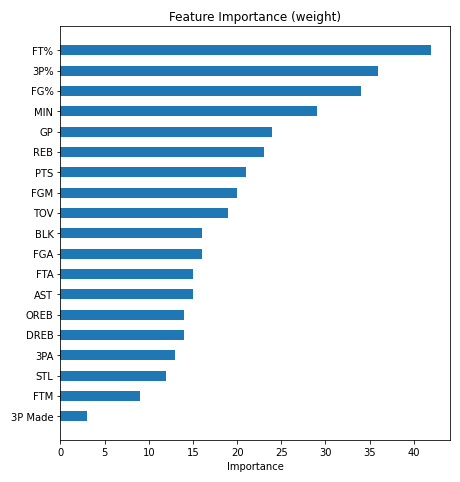 Feature Importance (weight)
FT%
3P%
FG%
MIN
GP
REB
PTS
FGM
TOV
BLK
FGA
FTA
AST
OREB
DREB
3PA
STL
FTM
3P Made
0 5 10 15 20 25 30 35 40
Importance